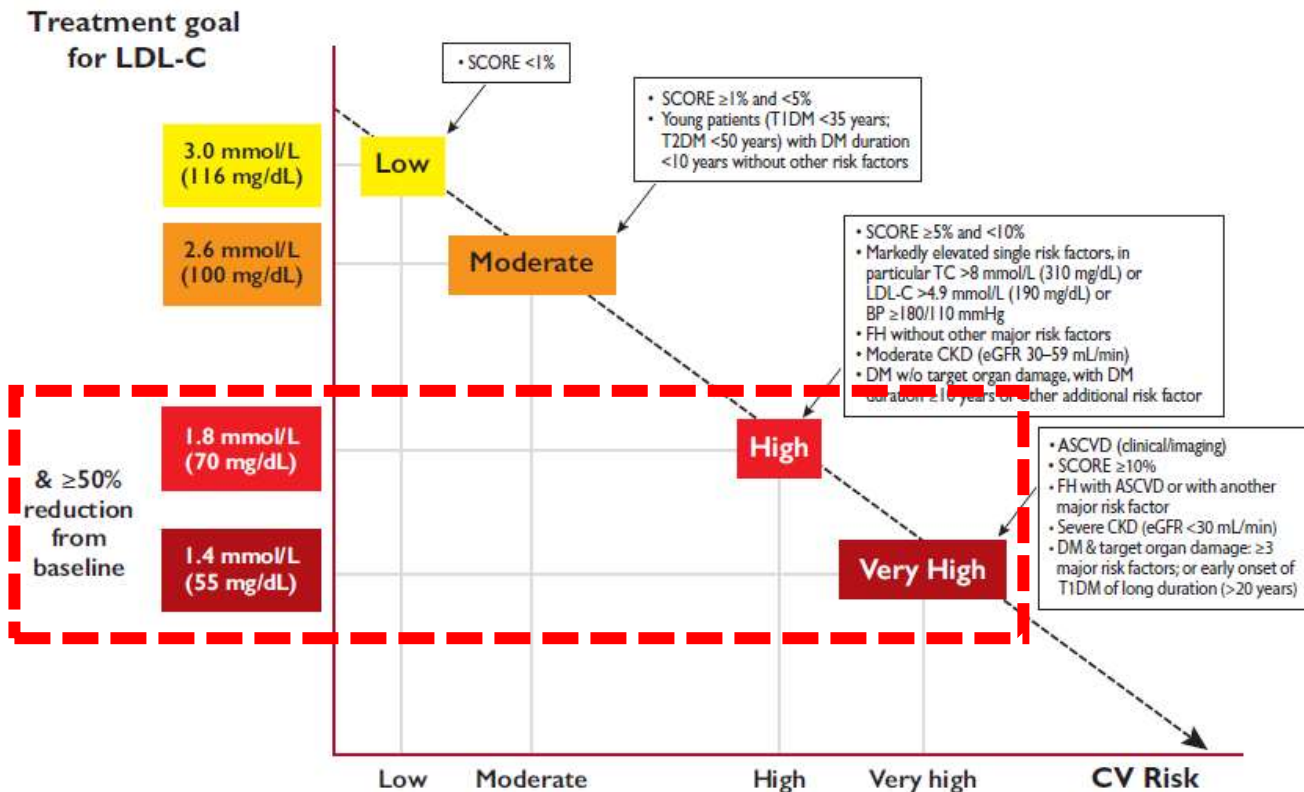 Treatment goal
for LDL-C
• SCORE <1%
• SCORE ≥1% and <5%
• Young patients (T1DM <35 years;
T2DM <50 years) with DM duration
<10 years without other risk factors
3.0 mmol/L
(116 mg/dL)
Low
2.6 mmol/L
(100 mg/dL)
Moderate
• SCORE ≥5% and <10%
• Markedly elevated single risk factors, in
particular TC >8 mmol/L (310 mg/dL) or
LDL-C >4.9 mmol/L (190 mg/dL) or
BP ≥180/110 mmHg
• FH without other major risk factors
• Moderate CKD (eGFR 30–59 mL/min)
• DM w/o target organ damage, with DM
duration ≥10 years or other additional risk factor
1.8 mmol/L
(70 mg/dL)
High
& ≥50%
reduction
from
baseline
1.4 mmol/L
(55 mg/dL)
Very High
• ASCVD (clinical/imaging)
• SCORE ≥10%
• FH with ASCVD or with another
major risk factor
• Severe CKD (eGFR <30 mL/min)
• DM & target organ damage: ≥3
major risk factors; or early onset of
T1DM of long duration (>20 years)
Low
Moderate
High
Very high
CV Risk